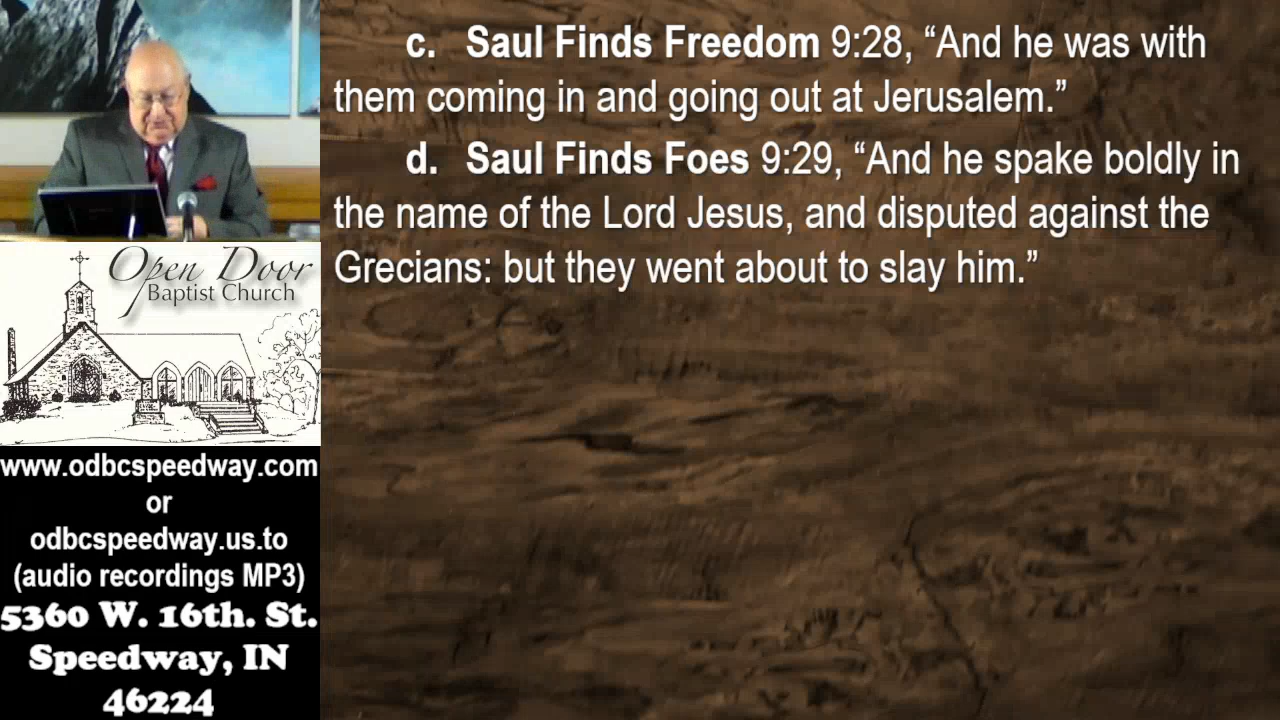 c. Saul Finds Freedom 9:28, “And he was with
them coming in and going out at Jerusalem.”
d. Saul Finds Foes 9:29, “And he spake boldly in
the name of the Lord Jesus, and disputed against the
Grecians: but they went about to slay him.”
Open Door
Baptist Church
www.odbcspeedway.com
or
odbcspeedway.us.to
(audio recordings MP3)
5360 W. 16th. St.
Speedway, IN
46224